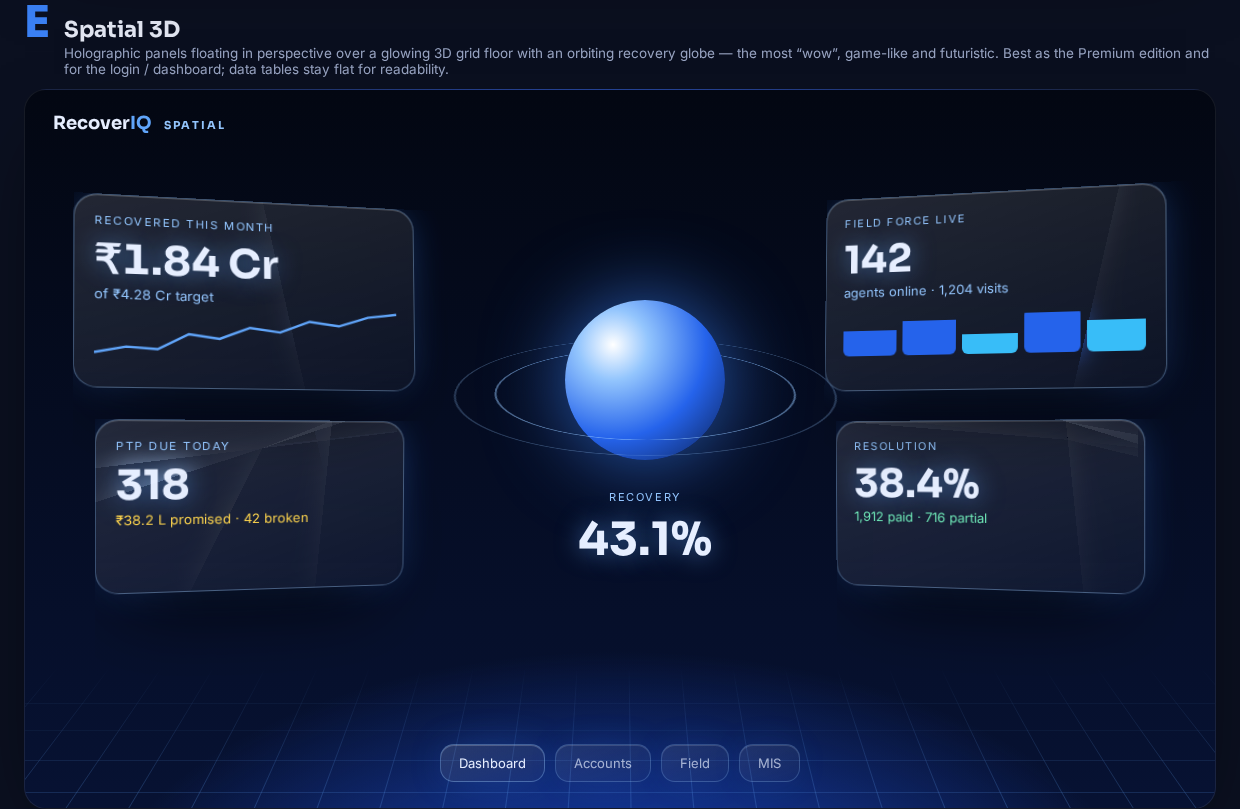 E
Spatial 3D
Holographic panels floating in perspective over a glowing 3D grid floor with an orbiting recovery globe — the most “wow”, game-like and futuristic. Best as the Premium edition and
for the login / dashboard; data tables stay flat for readability.
RecoverIQ SPATIAL
RECOVERED THIS MONTH
₹1.84 Cr
of ₹4.28 Cr target
FIELD FORCE LIVE
142
agents online · 1,204 visits
PTP DUE TODAY
318
₹38.2 L promised · 42 broken
RECOVERY
43.1%
RESOLUTION
38.4%
1,912 paid · 716 partial
Dashboard Accounts Field MIS